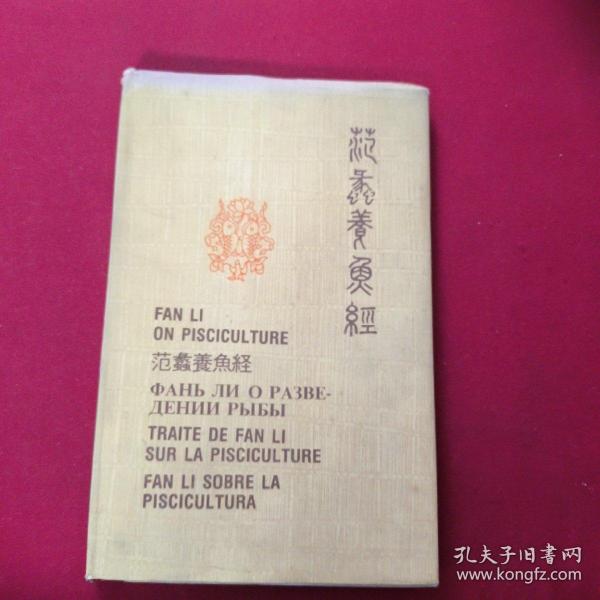 范蠡養魚經
FAN LI
ON PISCICULTURE
范蠡養魚経
ФАНЬ ЛИ О РАЗВЕ-
ДЕНИИ РЫБЫ
TRAITE DE FAN LI
SUR LA PISCICULTURE
FAN LI SOBRE LA
PISCICULTURA
孔夫子旧书网
www.kongfz.com